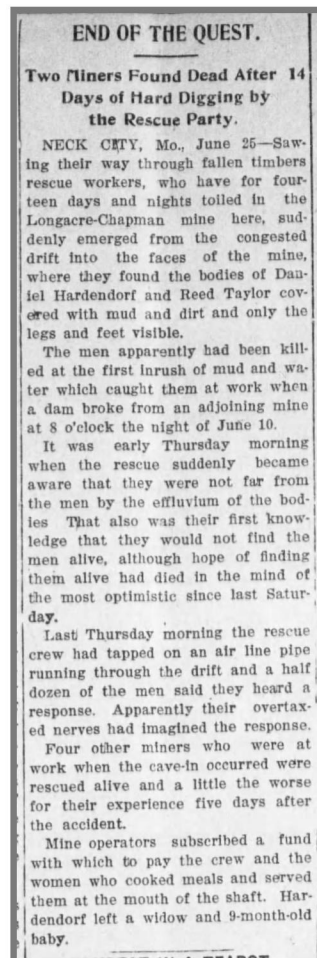 END OF THE QUEST.
Two Miners Found Dead After 14
Days of Hard Digging by
the Rescue Party.
NECK CITY, Mo., June 25—Saw-
ing their way through fallen timbers
rescue workers, who have for four-
teen days and nights toiled in the
Longacre-Chapman mine here, sud-
denly emerged from the congested
drift into the faces of the mine,
where they found the bodies of Dan-
iel Hardendorf and Reed Taylor cov-
ered with mud and dirt and only the
legs and feet visible.
The men apparently had been kill-
ed at the first inrush of mud and wa-
ter which caught them at work when
a dam broke from an adjoining mine
at 8 o'clock the night of June 10.
It was early Thursday morning
when the rescue suddenly became
aware that they were not far from
the men by the effluvium of the bod-
ies That also was their first know-
ledge that they would not find the
men alive, although hope of finding
them alive had died in the mind of
the most optimistic since last Satur-
day.
Last Thursday morning the rescue
crew had tapped on an air line pipe
running through the drift and a half
dozen of the men said they heard a
response. Apparently their overtax-
ed nerves had imagined the response.
Four other miners who were at
work when the cave-in occurred were
rescued alive and a little the worse
for their experience five days after
the accident.
Mine operators subscribed a fund
with which to pay the crew and the
women who cooked meals and served
them at the mouth of the shaft. Har-
dendorf left a widow and 9-month-old
baby.